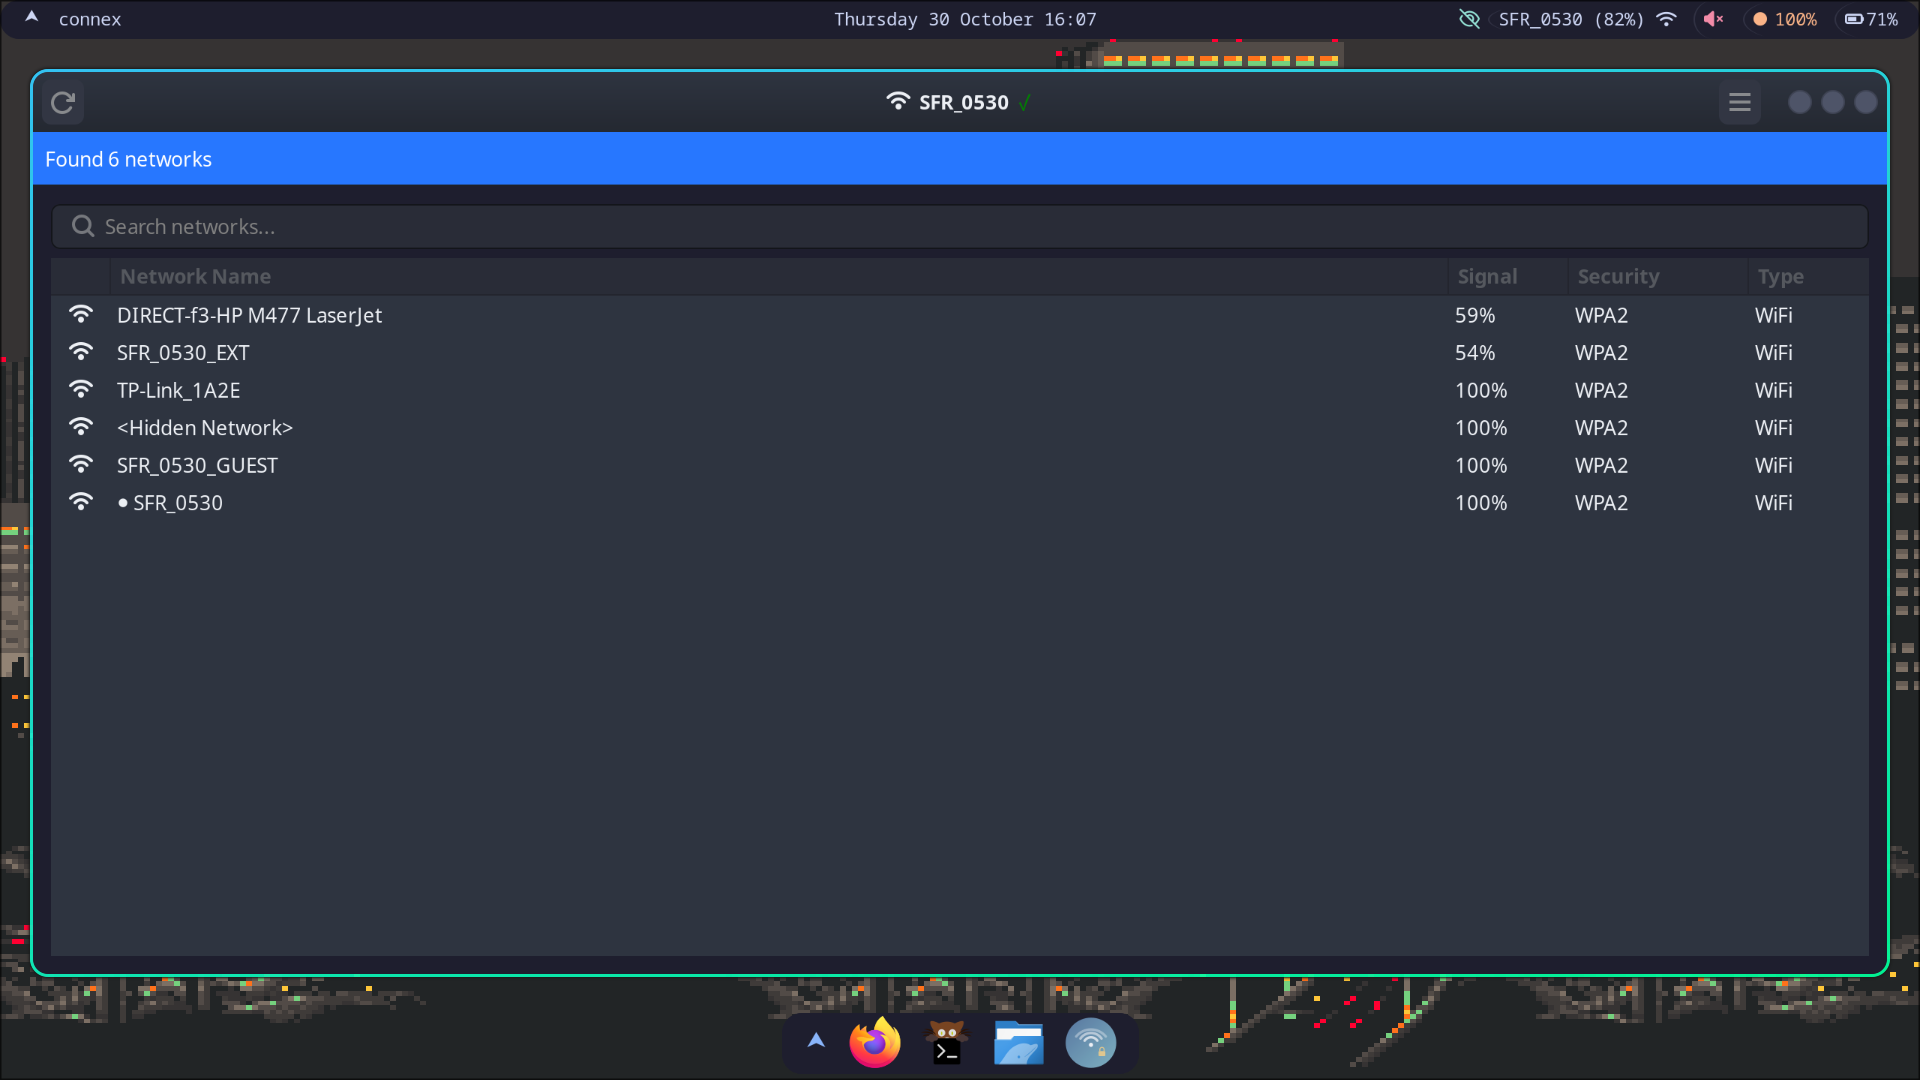 connex
Thursday 30 October 16:07
SFR_0530 (82%)
100%
71%
SFR_0530 √
Found 6 networks
Search networks...
Network Name Signal Security Type
DIRECT-f3-HP M477 LaserJet 59% WPA2 WiFi
SFR_0530_EXT 54% WPA2 WiFi
TP-Link_1A2E 100% WPA2 WiFi
<Hidden Network> 100% WPA2 WiFi
SFR_0530_GUEST 100% WPA2 WiFi
● SFR_0530 100% WPA2 WiFi